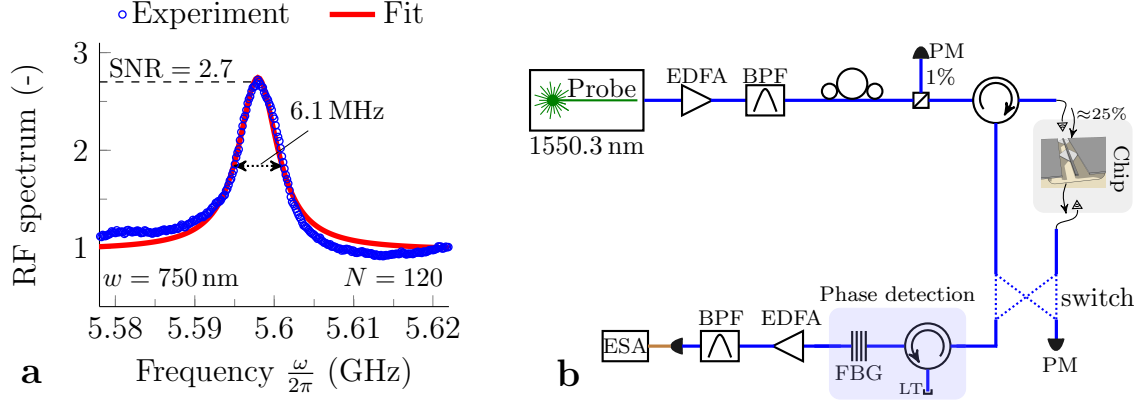 Experiment Fit
3
2
1
RF spectrum (-)
SNR = 2.7
6.1 MHz
w = 750 nm
N = 120
5.58 5.59 5.6 5.61 5.62
Frequency ω/2π (GHz)
a
Probe
1550.3 nm
EDFA
BPF
PM
1%
≈25%
Chip
switch
PM
Phase detection
FBG
LT
EDFA
BPF
ESA
b